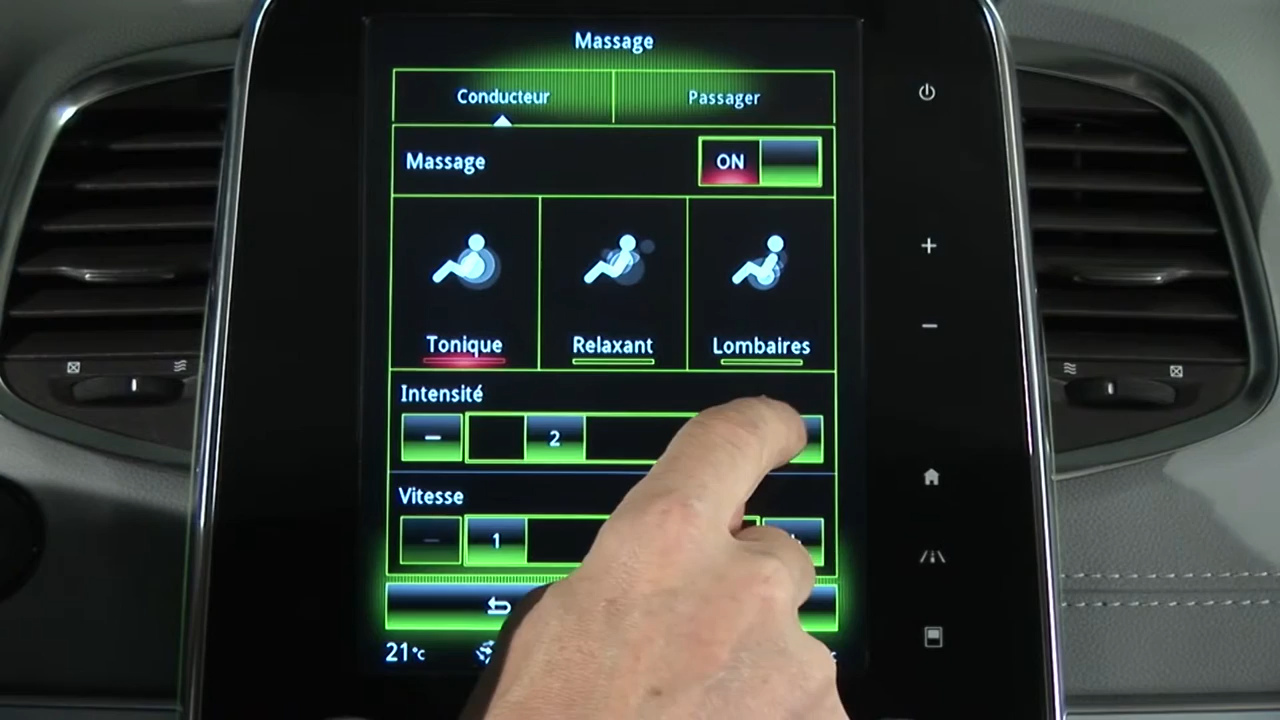 Massage
Conducteur Passager
Massage ON
Tonique Relaxant Lombaires
Intensité
− 2
Vitesse
− 1
21°C